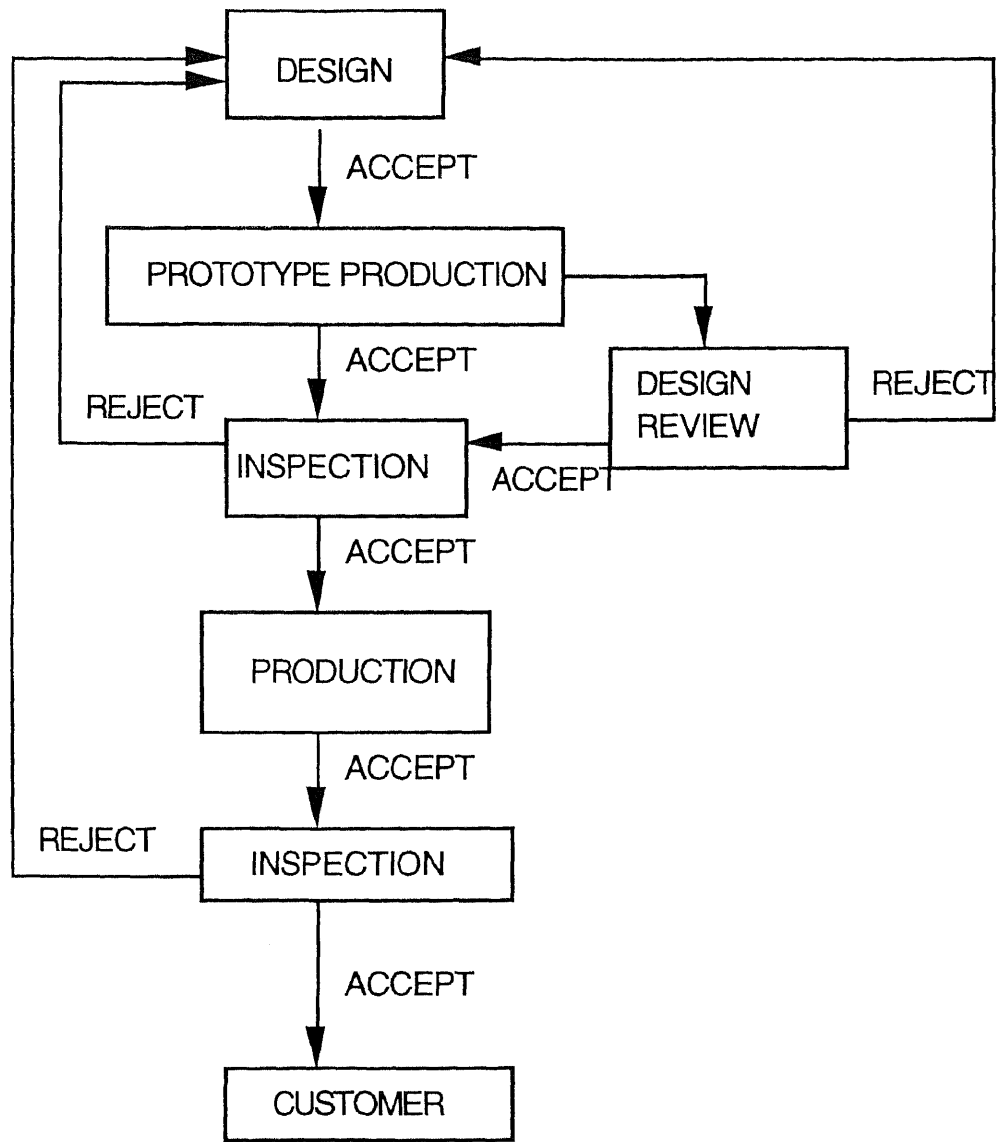 DESIGN
ACCEPT
PROTOTYPE PRODUCTION
ACCEPT
DESIGN
REVIEW
REJECT
REJECT
INSPECTION
ACCEPT
ACCEPT
PRODUCTION
ACCEPT
REJECT
INSPECTION
ACCEPT
CUSTOMER